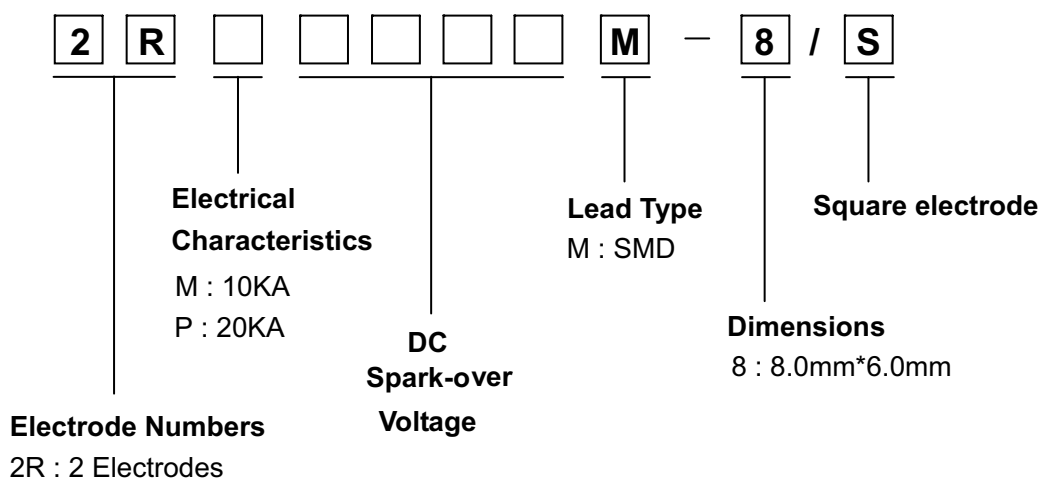 2 R M – 8 / S
Electrical
Characteristics
M : 10KA
P : 20KA
Lead Type
M : SMD
Square electrode
DC
Spark-over
Voltage
Dimensions
8 : 8.0mm*6.0mm
Electrode Numbers
2R : 2 Electrodes